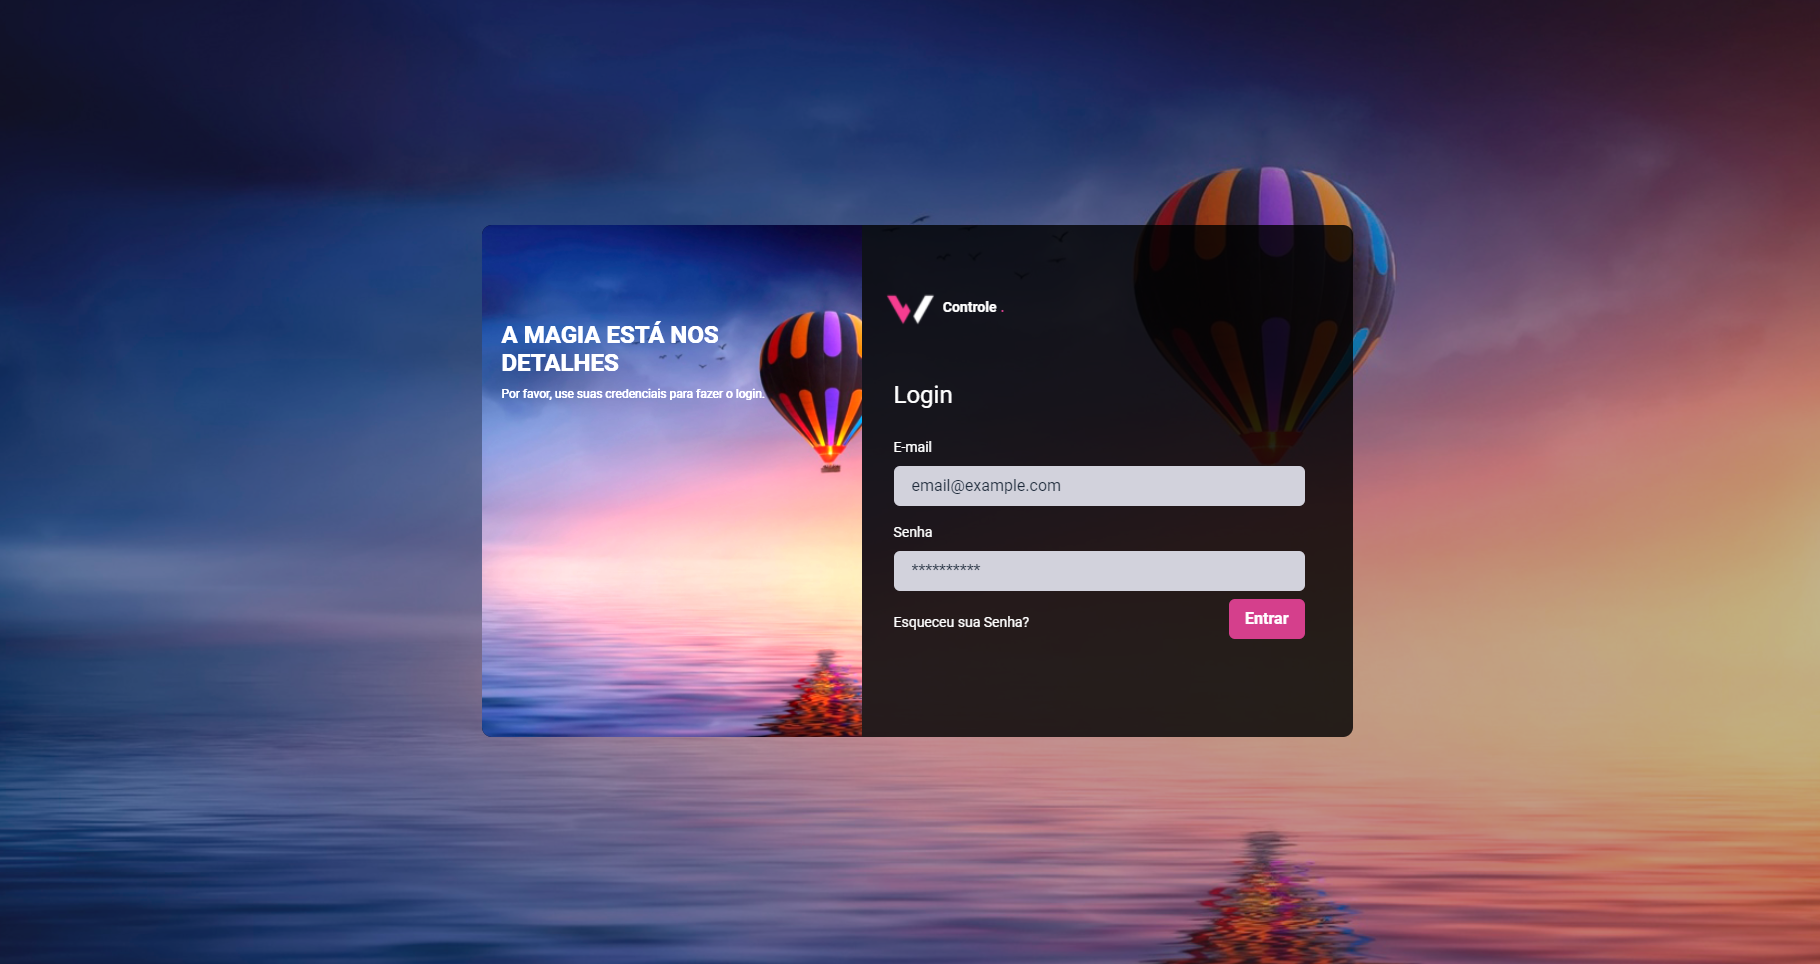 A MAGIA ESTÁ NOS
DETALHES
Por favor, use suas credenciais para fazer o login.
Controle .
Login
E-mail
email@example.com
Senha
**********
Esqueceu sua Senha?
Entrar